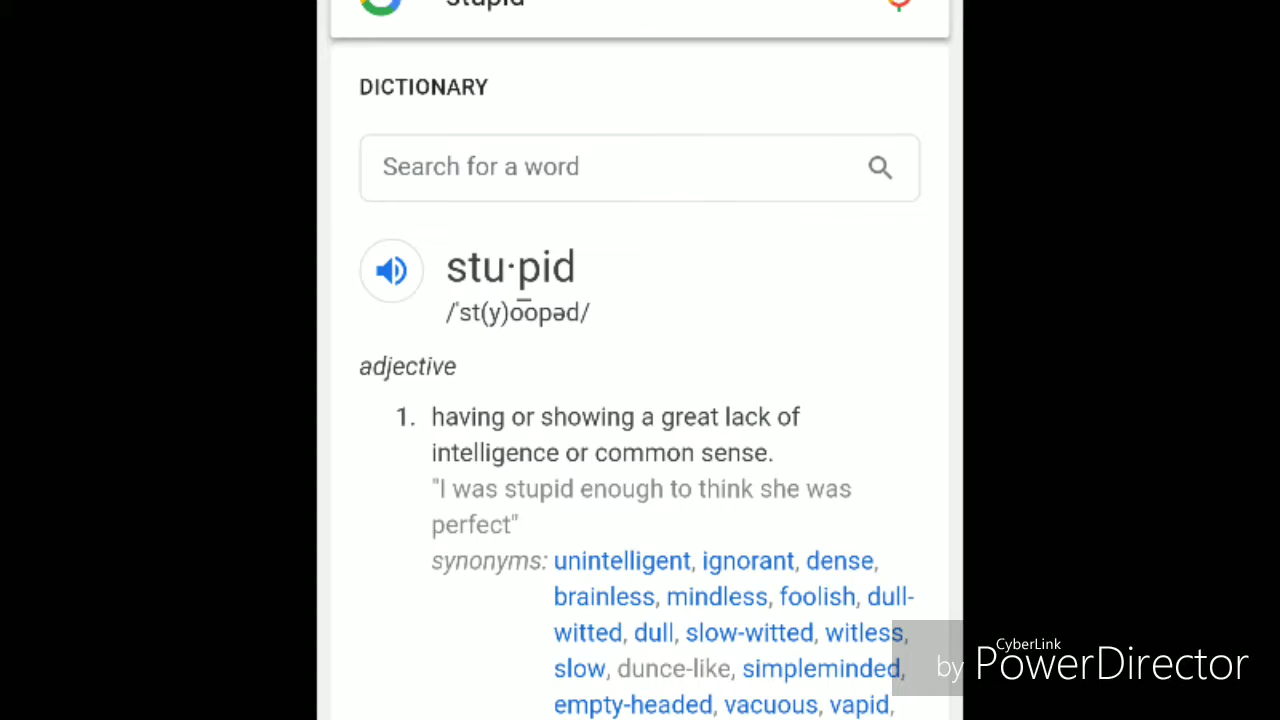 stupid
DICTIONARY
Search for a word
stu·pid
/ˈst(y)o͞opəd/
adjective
1. having or showing a great lack of
intelligence or common sense.
"I was stupid enough to think she was
perfect"
synonyms: unintelligent, ignorant, dense,
brainless, mindless, foolish, dull-
witted, dull, slow-witted, witless,
slow, dunce-like, simpleminded,
empty-headed, vacuous, vapid,
CyberLink
by PowerDirector